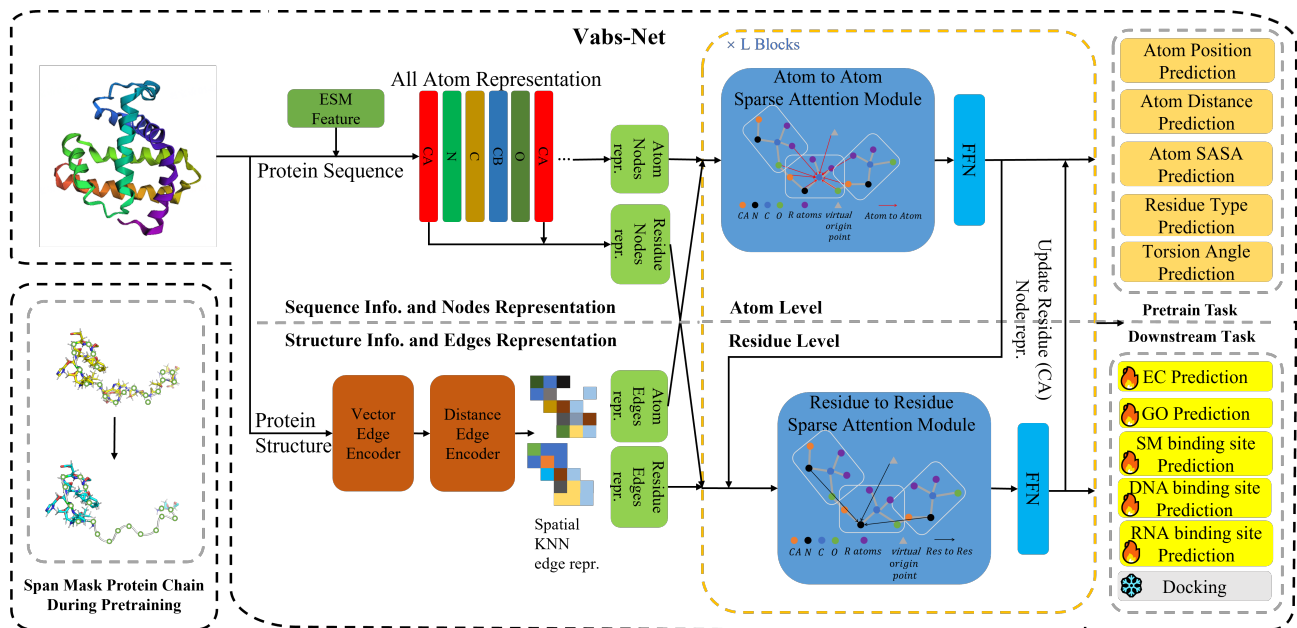 Vabs-Net
× L Blocks
All Atom Representation
ESM
Feature
Protein Sequence
CA
N
C
CB
O
CA
...
Atom
Nodes
repr.
Residue
Nodes
repr.
Sequence Info. and Nodes Representation
Structure Info. and Edges Representation
Protein
Structure
Vector
Edge
Encoder
Distance
Edge
Encoder
Spatial
KNN
edge repr.
Atom
Edges
repr.
Residue
Edges
repr.
Span Mask Protein Chain
During Pretraining
Atom to Atom
Sparse Attention Module
CA N C O R atoms virtual
origin
point
Atom to Atom
FFN
Atom Level
Residue Level
Update Residue (CA)
Node repr.
Residue to Residue
Sparse Attention Module
CA N C O R atoms virtual
origin
point
Res to Res
FFN
Atom Position
Prediction
Atom Distance
Prediction
Atom SASA
Prediction
Residue Type
Prediction
Torsion Angle
Prediction
Pretrain Task
Downstream Task
EC Prediction
GO Prediction
SM binding site
Prediction
DNA binding site
Prediction
RNA binding site
Prediction
Docking